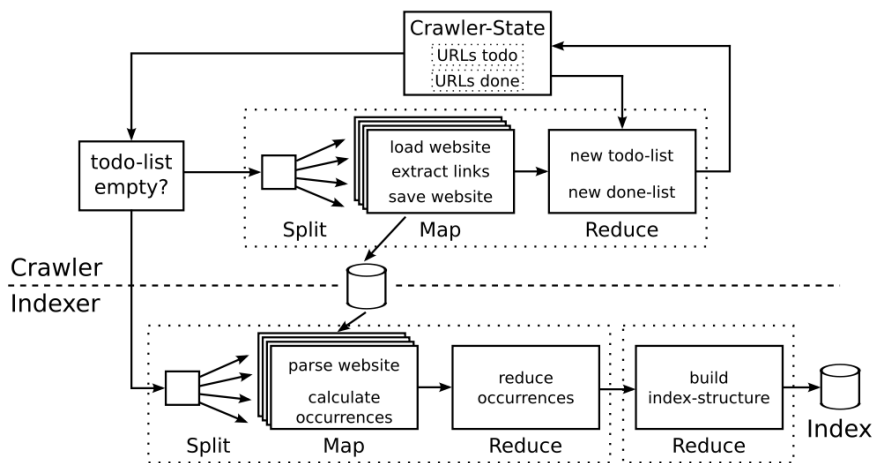 Crawler-State
URLs todo
URLs done
todo-list
empty?
load website
extract links
save website
new todo-list
new done-list
Split
Map
Reduce
Crawler
Indexer
parse website
calculate
occurrences
reduce
occurrences
build
index-structure
Split
Map
Reduce
Reduce
Index